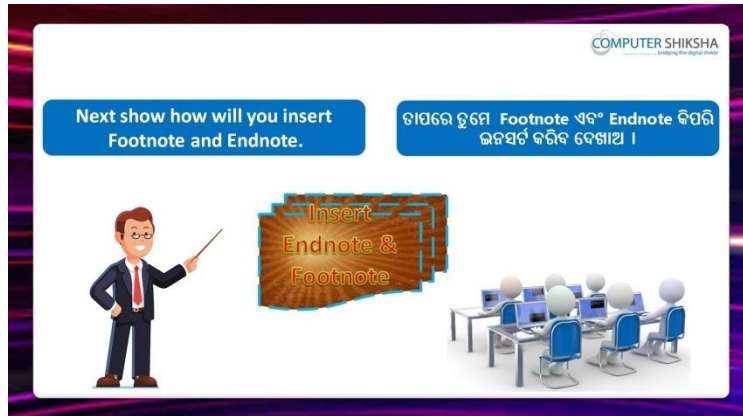 COMPUTER SHIKSHA
bridging the digital divide
Next show how will you insert
Footnote and Endnote.
ତାପରେ ତୁମେ Footnote ଏବଂ Endnote କିପରି
ଇନସର୍ଟ କରିବ ଦେଖାଅ ।
Insert
Endnote &
Footnote